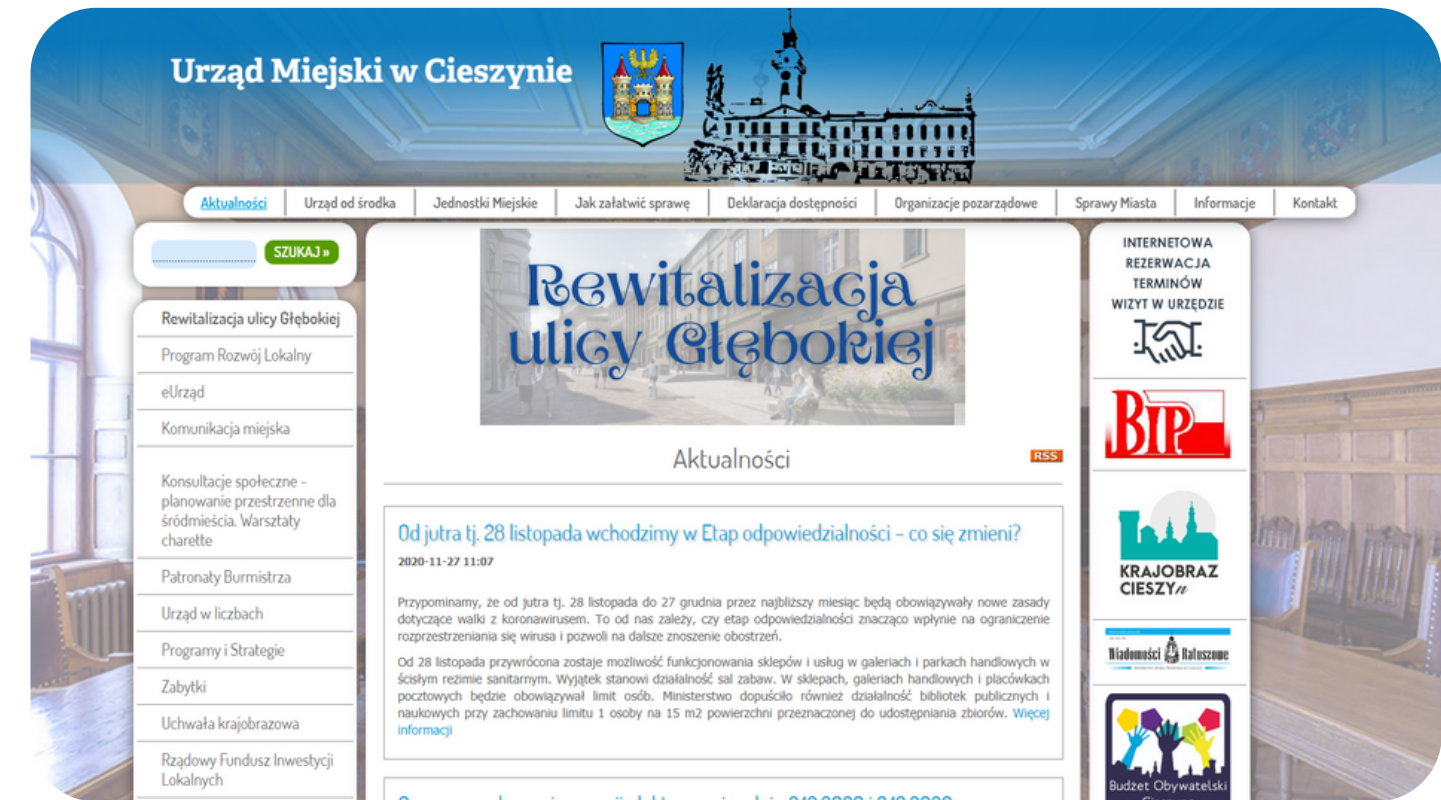 Urząd Miejski w Cieszynie
Aktualności
Urząd od środka
Jednostki Miejskie
Jak załatwić sprawę
Deklaracja dostępności
Organizacje pozarządowe
Sprawy Miasta
Informacje
Kontakt
SZUKAJ »
Rewitalizacja ulicy Głębokiej
Program Rozwój Lokalny
eUrząd
Komunikacja miejska
Konsultacje społeczne -
planowanie przestrzenne dla
śródmieścia. Warsztaty
charette
Patronaty Burmistrza
Urząd w liczbach
Programy i Strategie
Zabytki
Uchwała krajobrazowa
Rządowy Fundusz Inwestycji
Lokalnych
Rewitalizacja
ulicy Głębokiej
Aktualności
RSS
Od jutra tj. 28 listopada wchodzimy w Etap odpowiedzialności – co się zmieni?
2020-11-27 11:07
Przypominamy, że od jutra tj. 28 listopada do 27 grudnia przez najbliższy miesiąc będą obowiązywały nowe zasady
dotyczące walki z koronawirusem. To od nas zależy, czy etap odpowiedzialności znacząco wpłynie na ograniczenie
rozprzestrzeniania się wirusa i pozwoli na dalsze znoszenie obostrzeń.
Od 28 listopada przywrócona zostaje możliwość funkcjonowania sklepów i usług w galeriach i parkach handlowych w
ścisłym reżimie sanitarnym. Wyjątek stanowi działalność sal zabaw. W sklepach, galeriach handlowych i placówkach
pocztowych będzie obowiązywał limit osób. Ministerstwo dopuściło również działalność bibliotek publicznych i
naukowych przy zachowaniu limitu 1 osoby na 15 m2 powierzchni przeznaczonej do udostępniania zbiorów. Więcej
informacji
INTERNETOWA
REZERWACJA
TERMINÓW
WIZYT W URZĘDZIE
BIP
KRAJOBRAZ
CIESZYn
Wiadomości Ratuszowe
Budżet Obywatelski